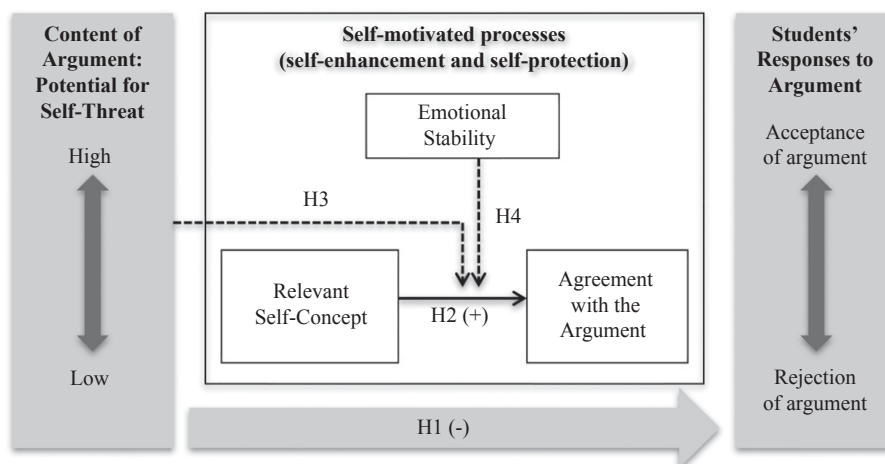 Content of
Argument:
Potential for
Self-Threat
High
Low
Self-motivated processes
(self-enhancement and self-protection)
Emotional
Stability
H3
H4
Relevant
Self-Concept
H2 (+)
Agreement
with the
Argument
H1 (-)
Students’
Responses to
Argument
Acceptance
of argument
Rejection
of argument